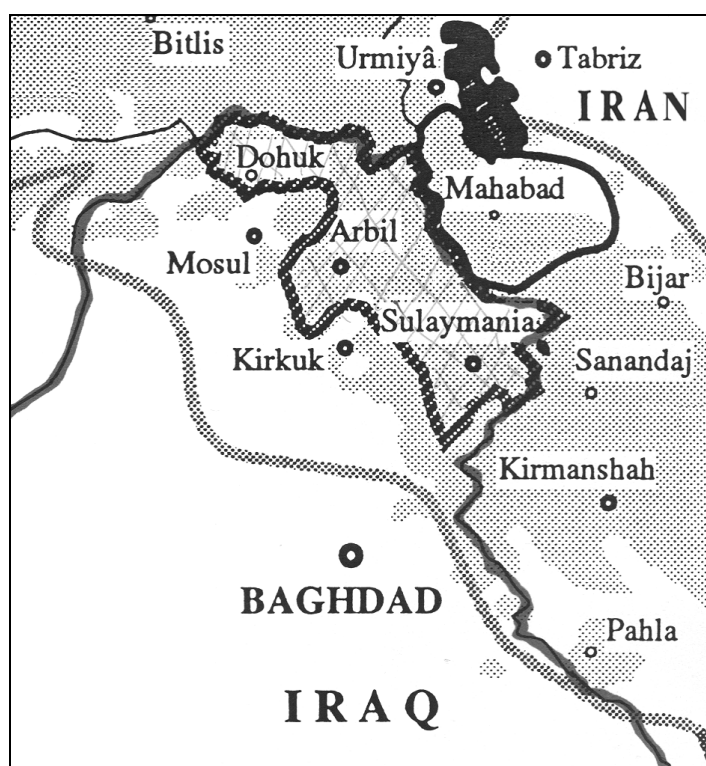 Bitlis
Urmiyâ
Tabriz
IRAN
Dohuk
Mahabad
Mosul
Arbil
Bijar
Sulaymania
Kirkuk
Sanandaj
Kirmanshah
BAGHDAD
Pahla
IRAQ